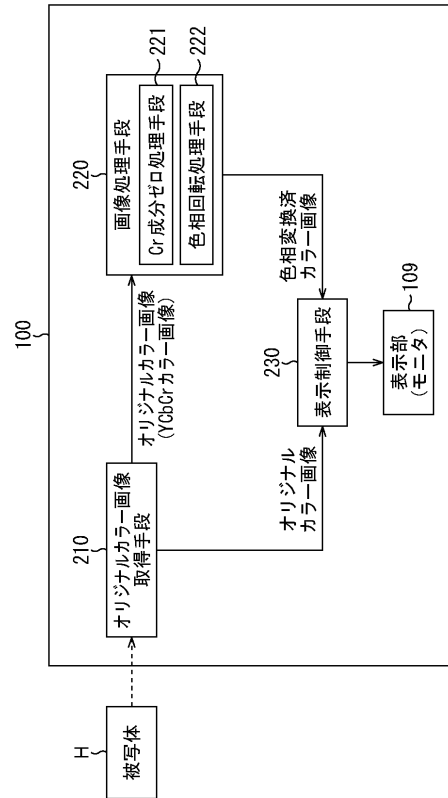 100
H
被写体
210
オリジナルカラー画像
取得手段
オリジナルカラー画像
(YCbCrカラー画像)
220
画像処理手段
221
Cr成分ゼロ処理手段
222
色相回転処理手段
オリジナル
カラー画像
230
表示制御手段
色相変換済
カラー画像
109
表示部
(モニタ)